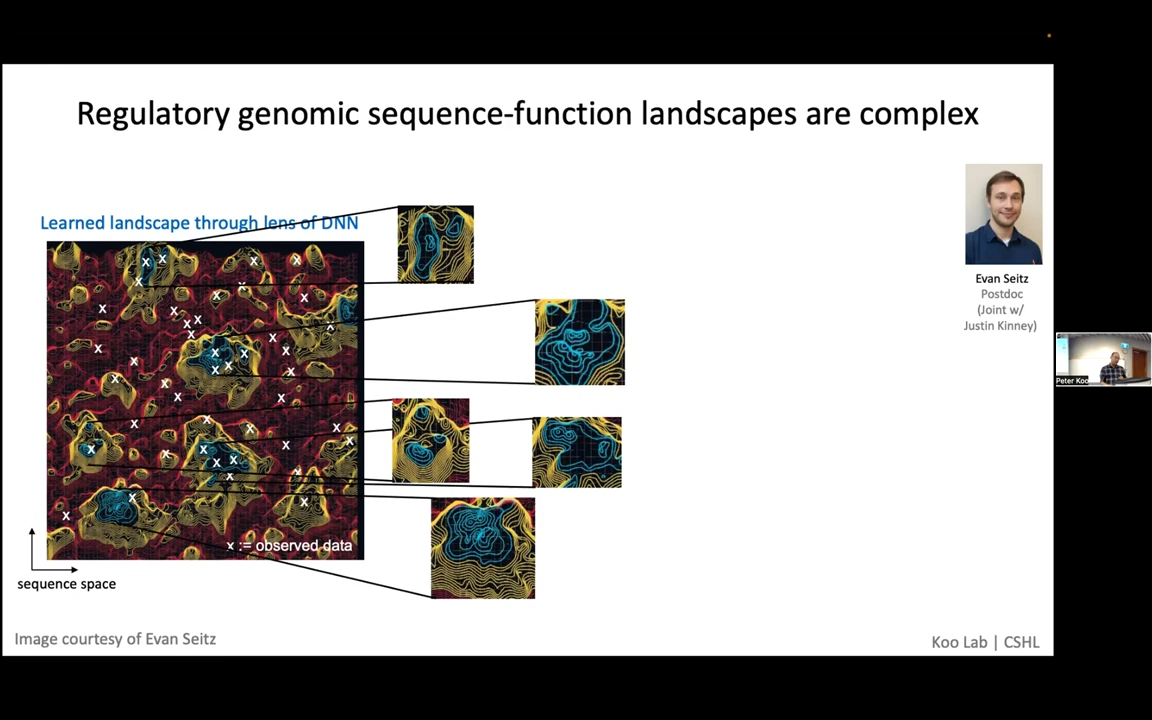 Regulatory genomic sequence-function landscapes are complex
Learned landscape through lens of DNN
Evan Seitz
Postdoc
(Joint w/
Justin Kinney)
Peter Koo
x := observed data
sequence space
Image courtesy of Evan Seitz
Koo Lab | CSHL